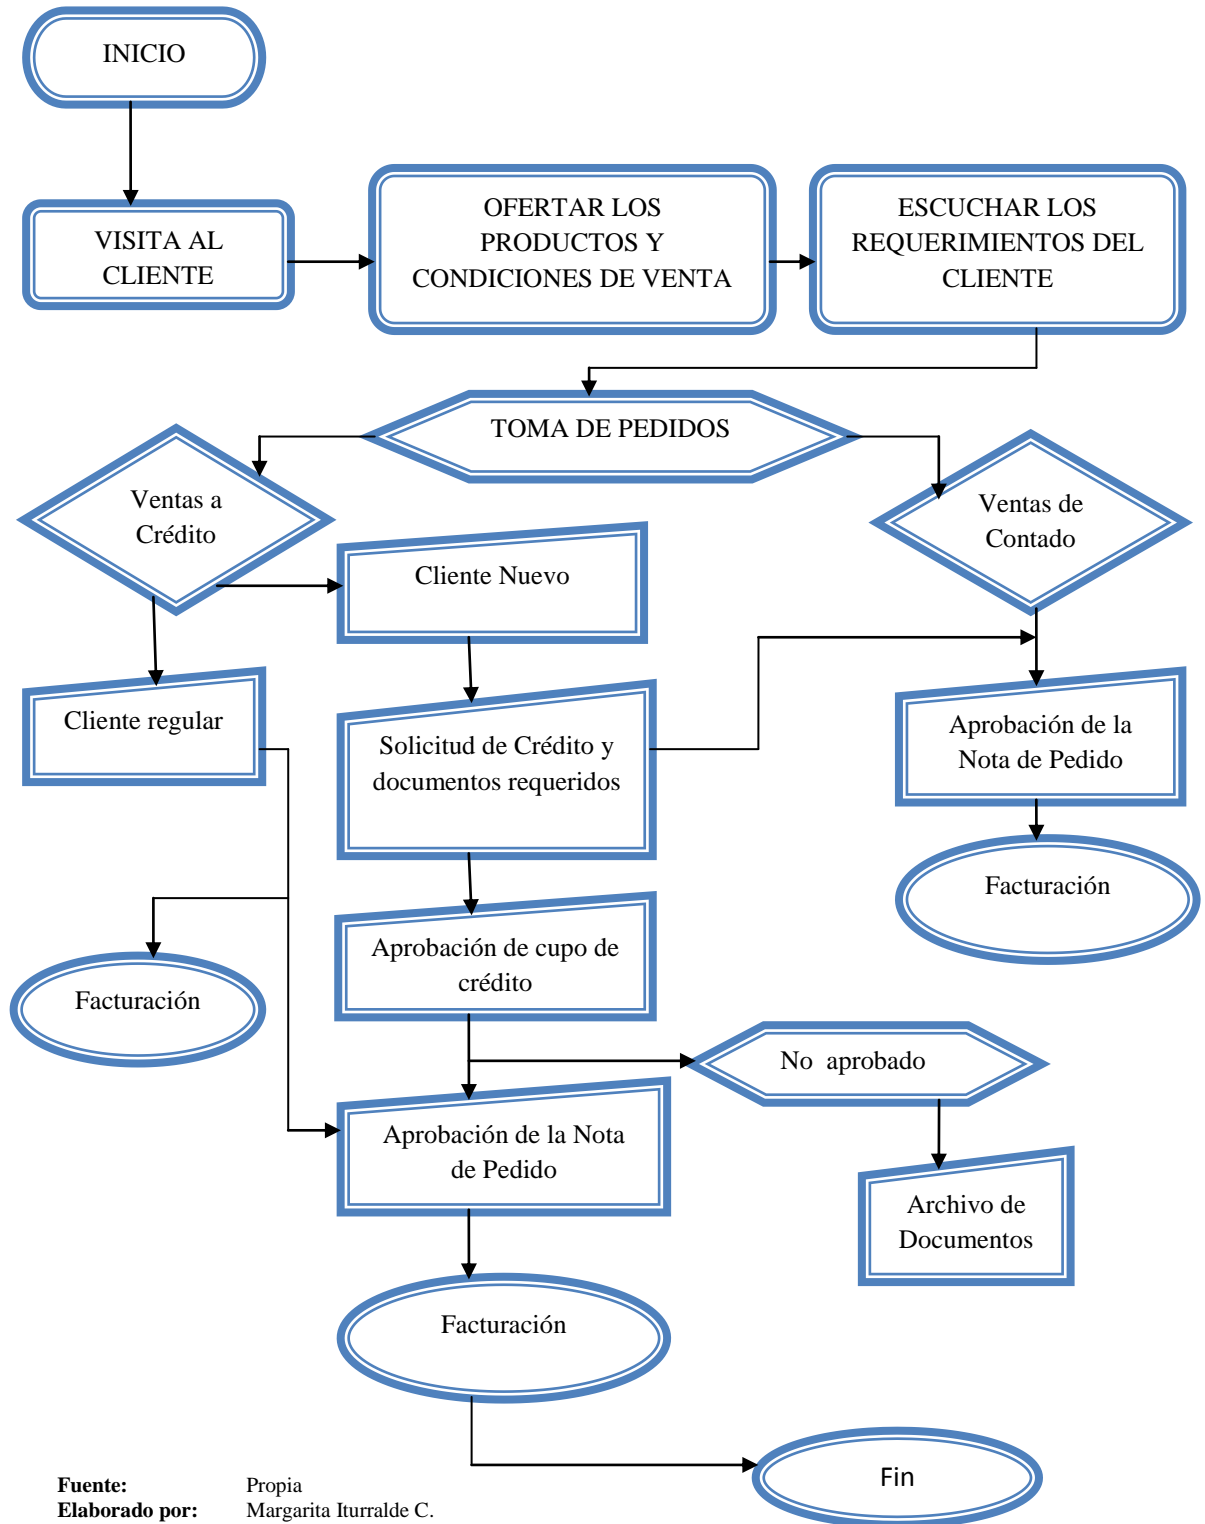 INICIO
VISITA AL
CLIENTE
OFERTAR LOS
PRODUCTOS Y
CONDICIONES DE VENTA
ESCUCHAR LOS
REQUERIMIENTOS DEL
CLIENTE
TOMA DE PEDIDOS
Ventas a
Crédito
Ventas de
Contado
Cliente Nuevo
Cliente regular
Solicitud de Crédito y
documentos requeridos
Aprobación de la
Nota de Pedido
Facturación
Aprobación de cupo de
crédito
Facturación
No aprobado
Aprobación de la Nota
de Pedido
Archivo de
Documentos
Facturación
Fin
Fuente: Propia
Elaborado por: Margarita Iturralde C.